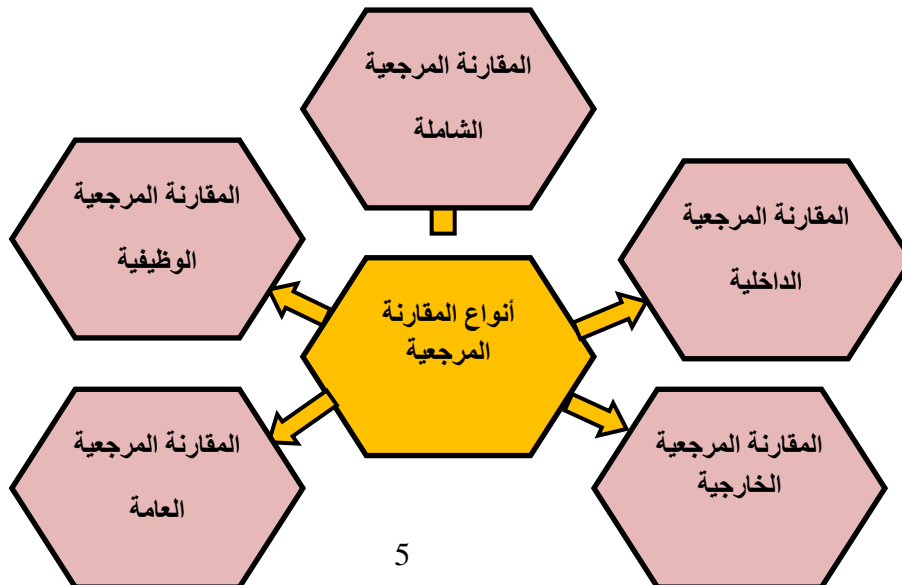 المقارنة المرجعية
الشاملة
المقارنة المرجعية
الداخلية
المقارنة المرجعية
الوظيفية
أنواع المقارنة
المرجعية
المقارنة المرجعية
الخارجية
المقارنة المرجعية
العامة
5